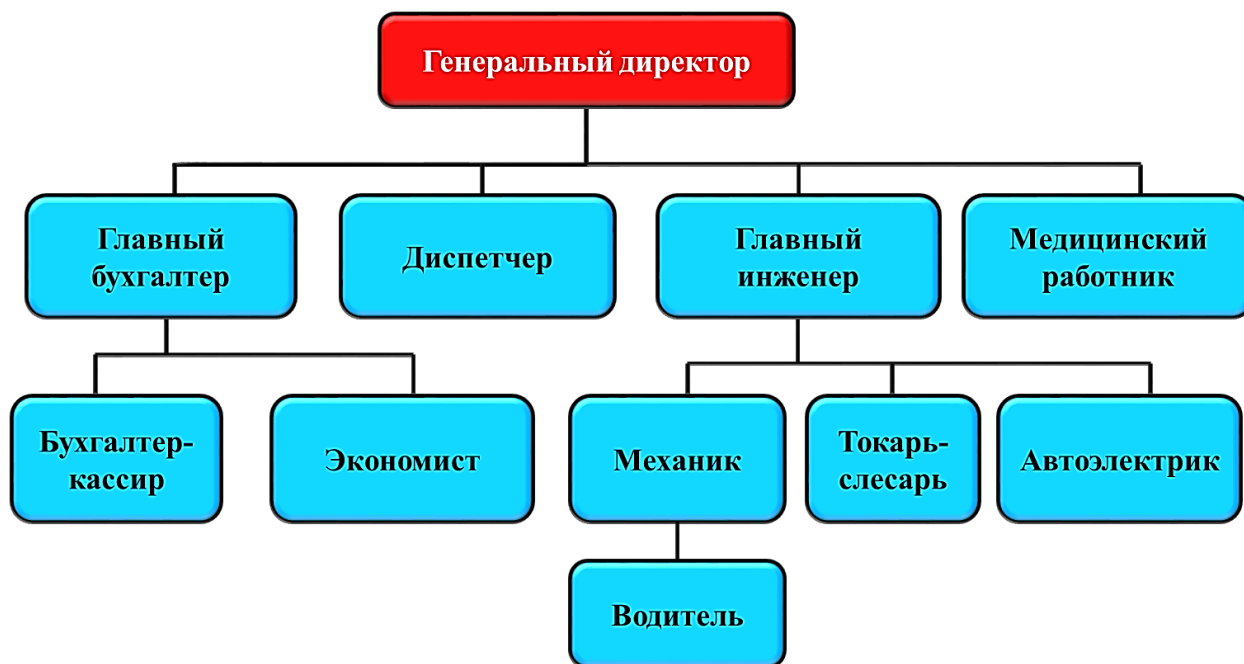 Генеральный директор
Главный
бухгалтер
Диспетчер
Главный
инженер
Медицинский
работник
Бухгалтер-
кассир
Экономист
Механик
Токарь-
слесарь
Автоэлектрик
Водитель